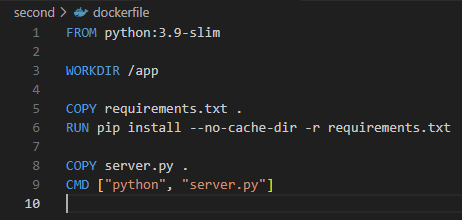 second > dockerfile
1 FROM python:3.9-slim
2
3 WORKDIR /app
4
5 COPY requirements.txt .
6 RUN pip install --no-cache-dir -r requirements.txt
7
8 COPY server.py .
9 CMD ["python", "server.py"]
10